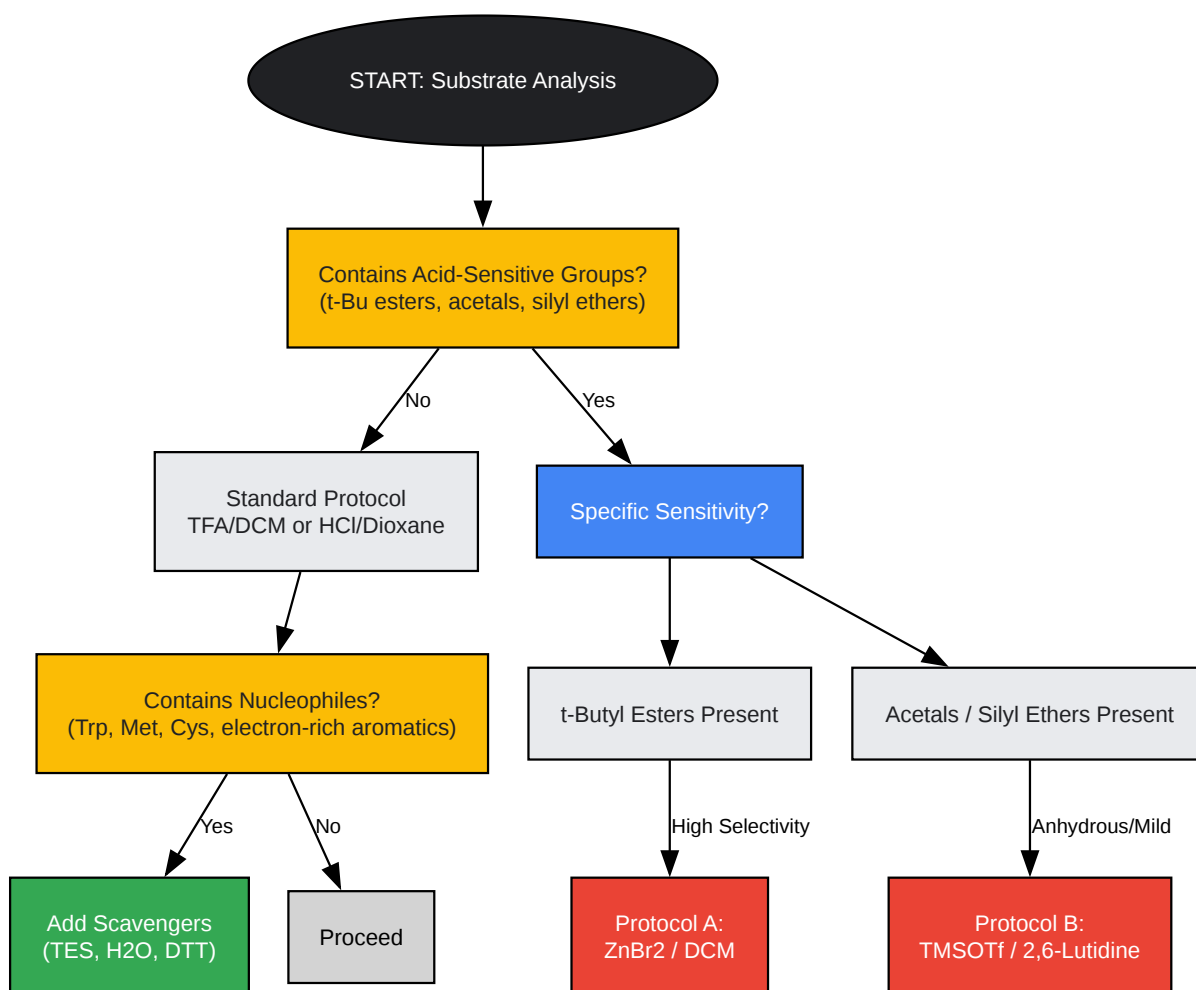 START: Substrate Analysis
Contains Acid-Sensitive Groups?
(t-Bu esters, acetals, silyl ethers)
No
Yes
Standard Protocol
TFA/DCM or HCl/Dioxane
Specific Sensitivity?
Contains Nucleophiles?
(Trp, Met, Cys, electron-rich aromatics)
t-Butyl Esters Present
Acetals / Silyl Ethers Present
Yes
No
High Selectivity
Anhydrous/Mild
Add Scavengers
(TES, H2O, DTT)
Proceed
Protocol A:
ZnBr2 / DCM
Protocol B:
TMSOTf / 2,6-Lutidine